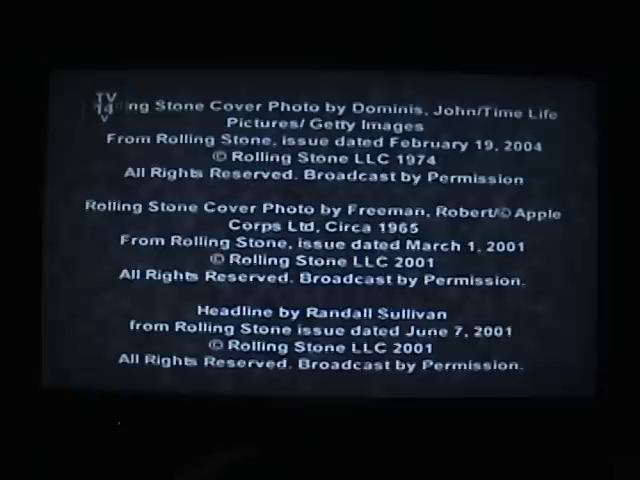 TV
14
V
ng Stone Cover Photo by Dominis, John/Time Life
Pictures/ Getty Images
From Rolling Stone, issue dated February 19, 2004
© Rolling Stone LLC 1974
All Rights Reserved. Broadcast by Permission
Rolling Stone Cover Photo by Freeman, Robert/© Apple
Corps Ltd, Circa 1965
From Rolling Stone, issue dated March 1, 2001
© Rolling Stone LLC 2001
All Rights Reserved. Broadcast by Permission.
Headline by Randall Sullivan
from Rolling Stone issue dated June 7, 2001
© Rolling Stone LLC 2001
All Rights Reserved. Broadcast by Permission.